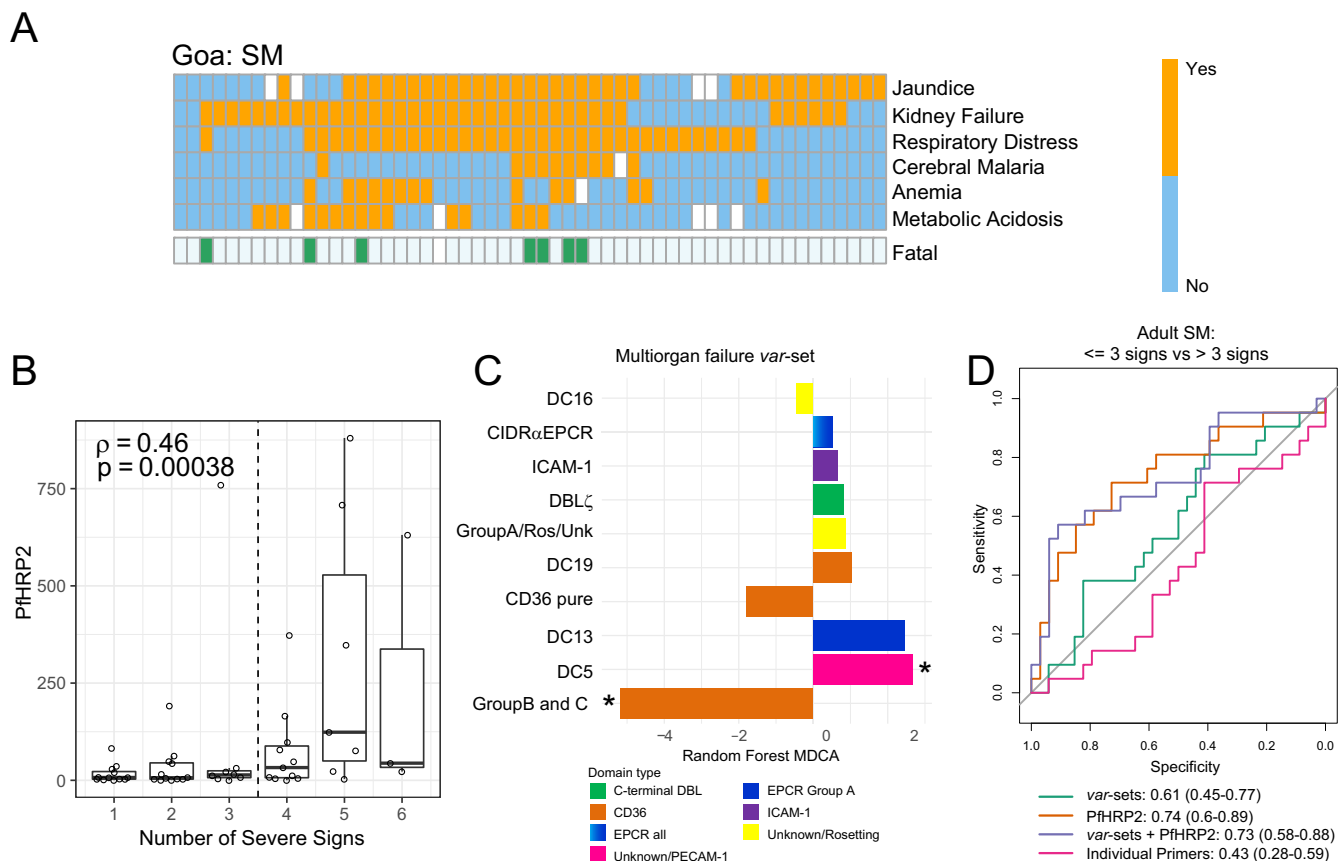 A
Goa: SM
Jaundice
Kidney Failure
Respiratory Distress
Cerebral Malaria
Anemia
Metabolic Acidosis
Fatal
Yes
No
B
ρ = 0.46
p = 0.00038
PfHRP2
750
500
250
0
1 2 3 4 5 6
Number of Severe Signs
C
Multiorgan failure var-set
DC16
CIDRαEPCR
ICAM-1
DBLζ
GroupA/Ros/Unk
DC19
CD36 pure
DC13
DC5 *
GroupB and C *
−4 −2 0 2
Random Forest MDCA
Domain type
C-terminal DBL
CD36
EPCR all
Unknown/PECAM-1
EPCR Group A
ICAM-1
Unknown/Rosetting
D
Adult SM:
<= 3 signs vs > 3 signs
Sensitivity
1.0
0.8
0.6
0.4
0.2
0.0
1.0 0.8 0.6 0.4 0.2 0.0
Specificity
var-sets: 0.61 (0.45-0.77)
PfHRP2: 0.74 (0.6-0.89)
var-sets + PfHRP2: 0.73 (0.58-0.88)
Individual Primers: 0.43 (0.28-0.59)